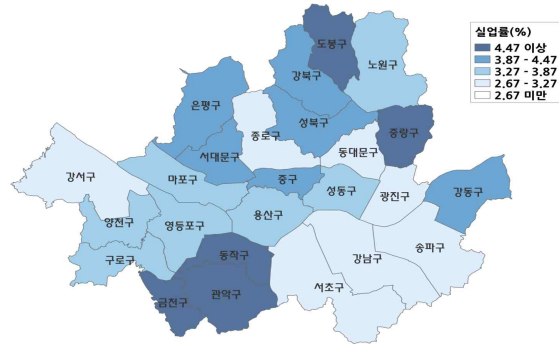 실업률(%)
4.47 이상
3.87 - 4.47
3.27 - 3.87
2.67 - 3.27
2.67 미만
도봉구
노원구
강북구
은평구
성북구
중랑구
종로구
동대문구
서대문구
강서구
마포구
중구
성동구
광진구
강동구
양천구
영등포구
용산구
송파구
구로구
동작구
강남구
서초구
금천구
관악구